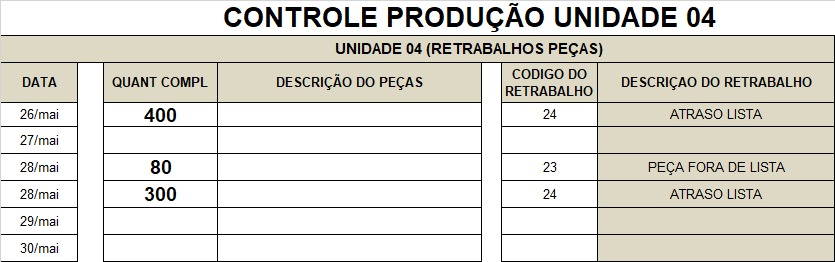 CONTROLE PRODUÇÃO UNIDADE 04
UNIDADE 04 (RETRABALHOS PEÇAS)
DATA QUANT COMPL DESCRIÇÃO DO PEÇAS CODIGO DO RETRABALHO DESCRIÇAO DO RETRABALHO
26/mai 400 24 ATRASO LISTA
27/mai
28/mai 80 23 PEÇA FORA DE LISTA
28/mai 300 24 ATRASO LISTA
29/mai
30/mai